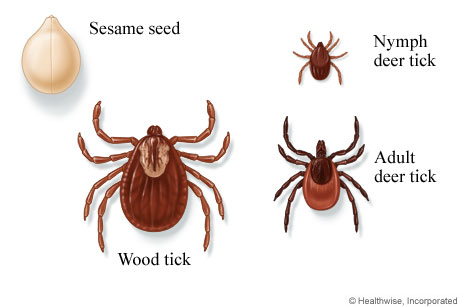 Sesame seed
Nymph
deer tick
Adult
deer tick
Wood tick
© Healthwise, Incorporated